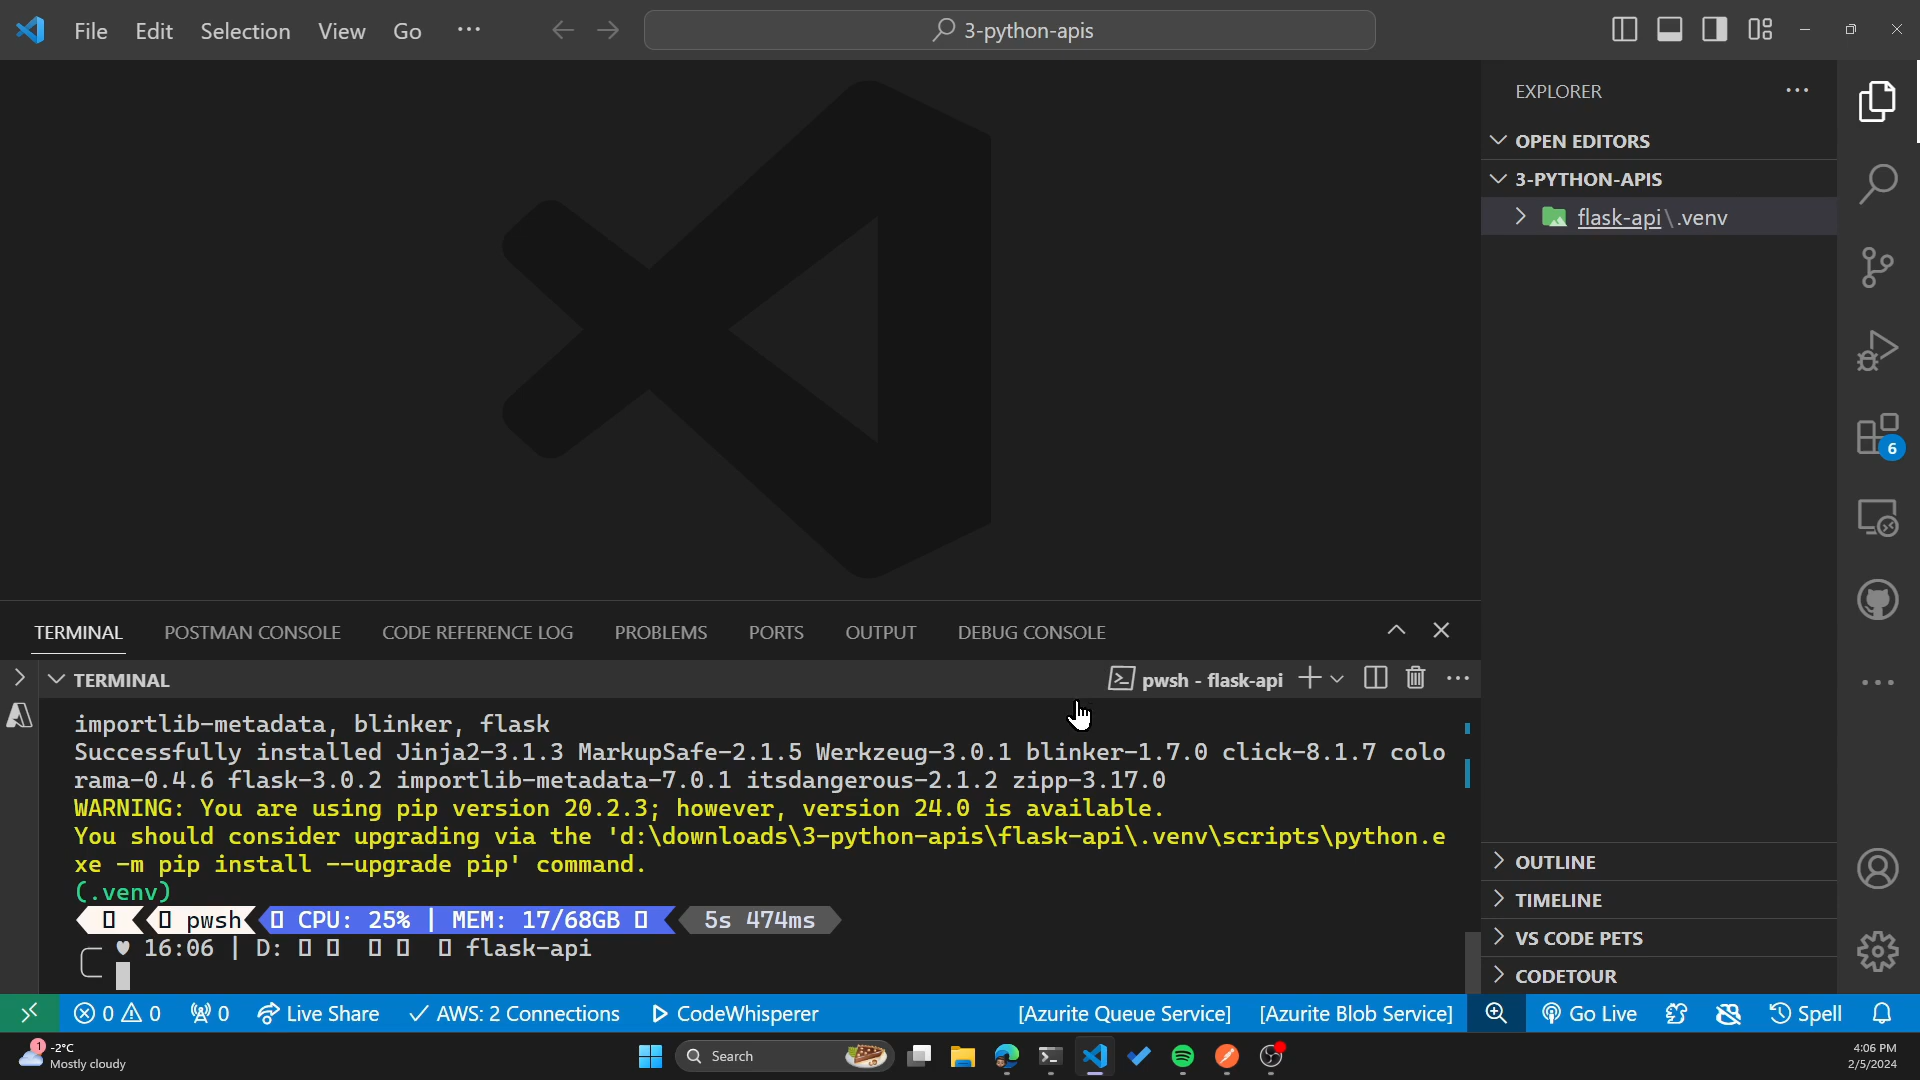 File Edit Selection View Go ···
3-python-apis
EXPLORER
OPEN EDITORS
3-PYTHON-APIS
flask-api\.venv
6
TERMINAL POSTMAN CONSOLE CODE REFERENCE LOG PROBLEMS PORTS OUTPUT DEBUG CONSOLE
TERMINAL
pwsh - flask-api
importlib-metadata, blinker, flask
Successfully installed Jinja2-3.1.3 MarkupSafe-2.1.5 Werkzeug-3.0.1 blinker-1.7.0 click-8.1.7 colo
rama-0.4.6 flask-3.0.2 importlib-metadata-7.0.1 itsdangerous-2.1.2 zipp-3.17.0
WARNING: You are using pip version 20.2.3; however, version 24.0 is available.
You should consider upgrading via the 'd:\downloads\3-python-apis\flask-api\.venv\scripts\python.e
xe -m pip install --upgrade pip' command.
(.venv)
pwsh CPU: 25% | MEM: 17/68GB 5s 474ms
♥ 16:06 | D: flask-api
OUTLINE
TIMELINE
VS CODE PETS
CODETOUR
0 0 0 Live Share AWS: 2 Connections CodeWhisperer [Azurite Queue Service] [Azurite Blob Service] Go Live Spell
1 -2°C
Mostly cloudy
Search
4:06 PM
2/5/2024